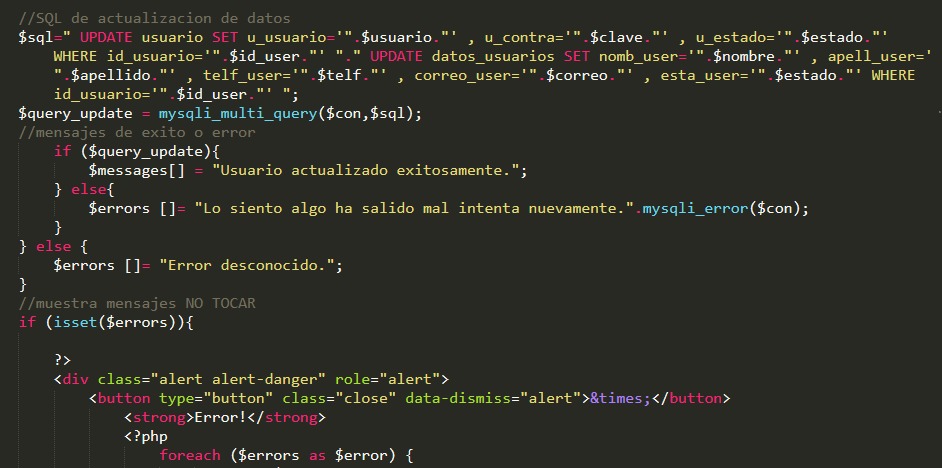 //SQL de actualizacion de datos
$sql=" UPDATE usuario SET u_usuario='".$usuario."' , u_contra='".$clave."' , u_estado='".$estado."'
WHERE id_usuario='".$id_user."' "." UPDATE datos_usuarios SET nomb_user='".$nombre."' , apell_user='
".$apellido."' , telf_user='".$telf."' , correo_user='".$correo."' , esta_user='".$estado."' WHERE
id_usuario='".$id_user."' ";
$query_update = mysqli_multi_query($con,$sql);
//mensajes de exito o error
if ($query_update){
$messages[] = "Usuario actualizado exitosamente.";
} else{
$errors []= "Lo siento algo ha salido mal intenta nuevamente.".mysqli_error($con);
}
} else {
$errors []= "Error desconocido.";
}
//muestra mensajes NO TOCAR
if (isset($errors)){
?>
<div class="alert alert-danger" role="alert">
<button type="button" class="close" data-dismiss="alert">&times;</button>
<strong>Error!</strong>
<?php
foreach ($errors as $error) {